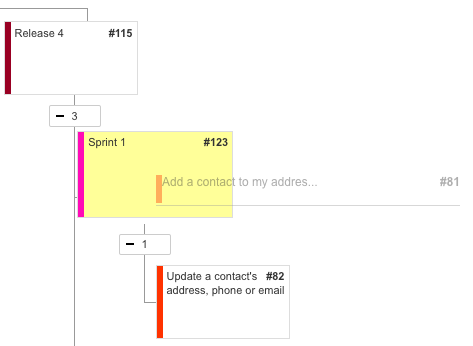 Release 4 #115
3
Sprint 1 #123
Add a contact to my addres... #81
1
Update a contact's #82
address, phone or email